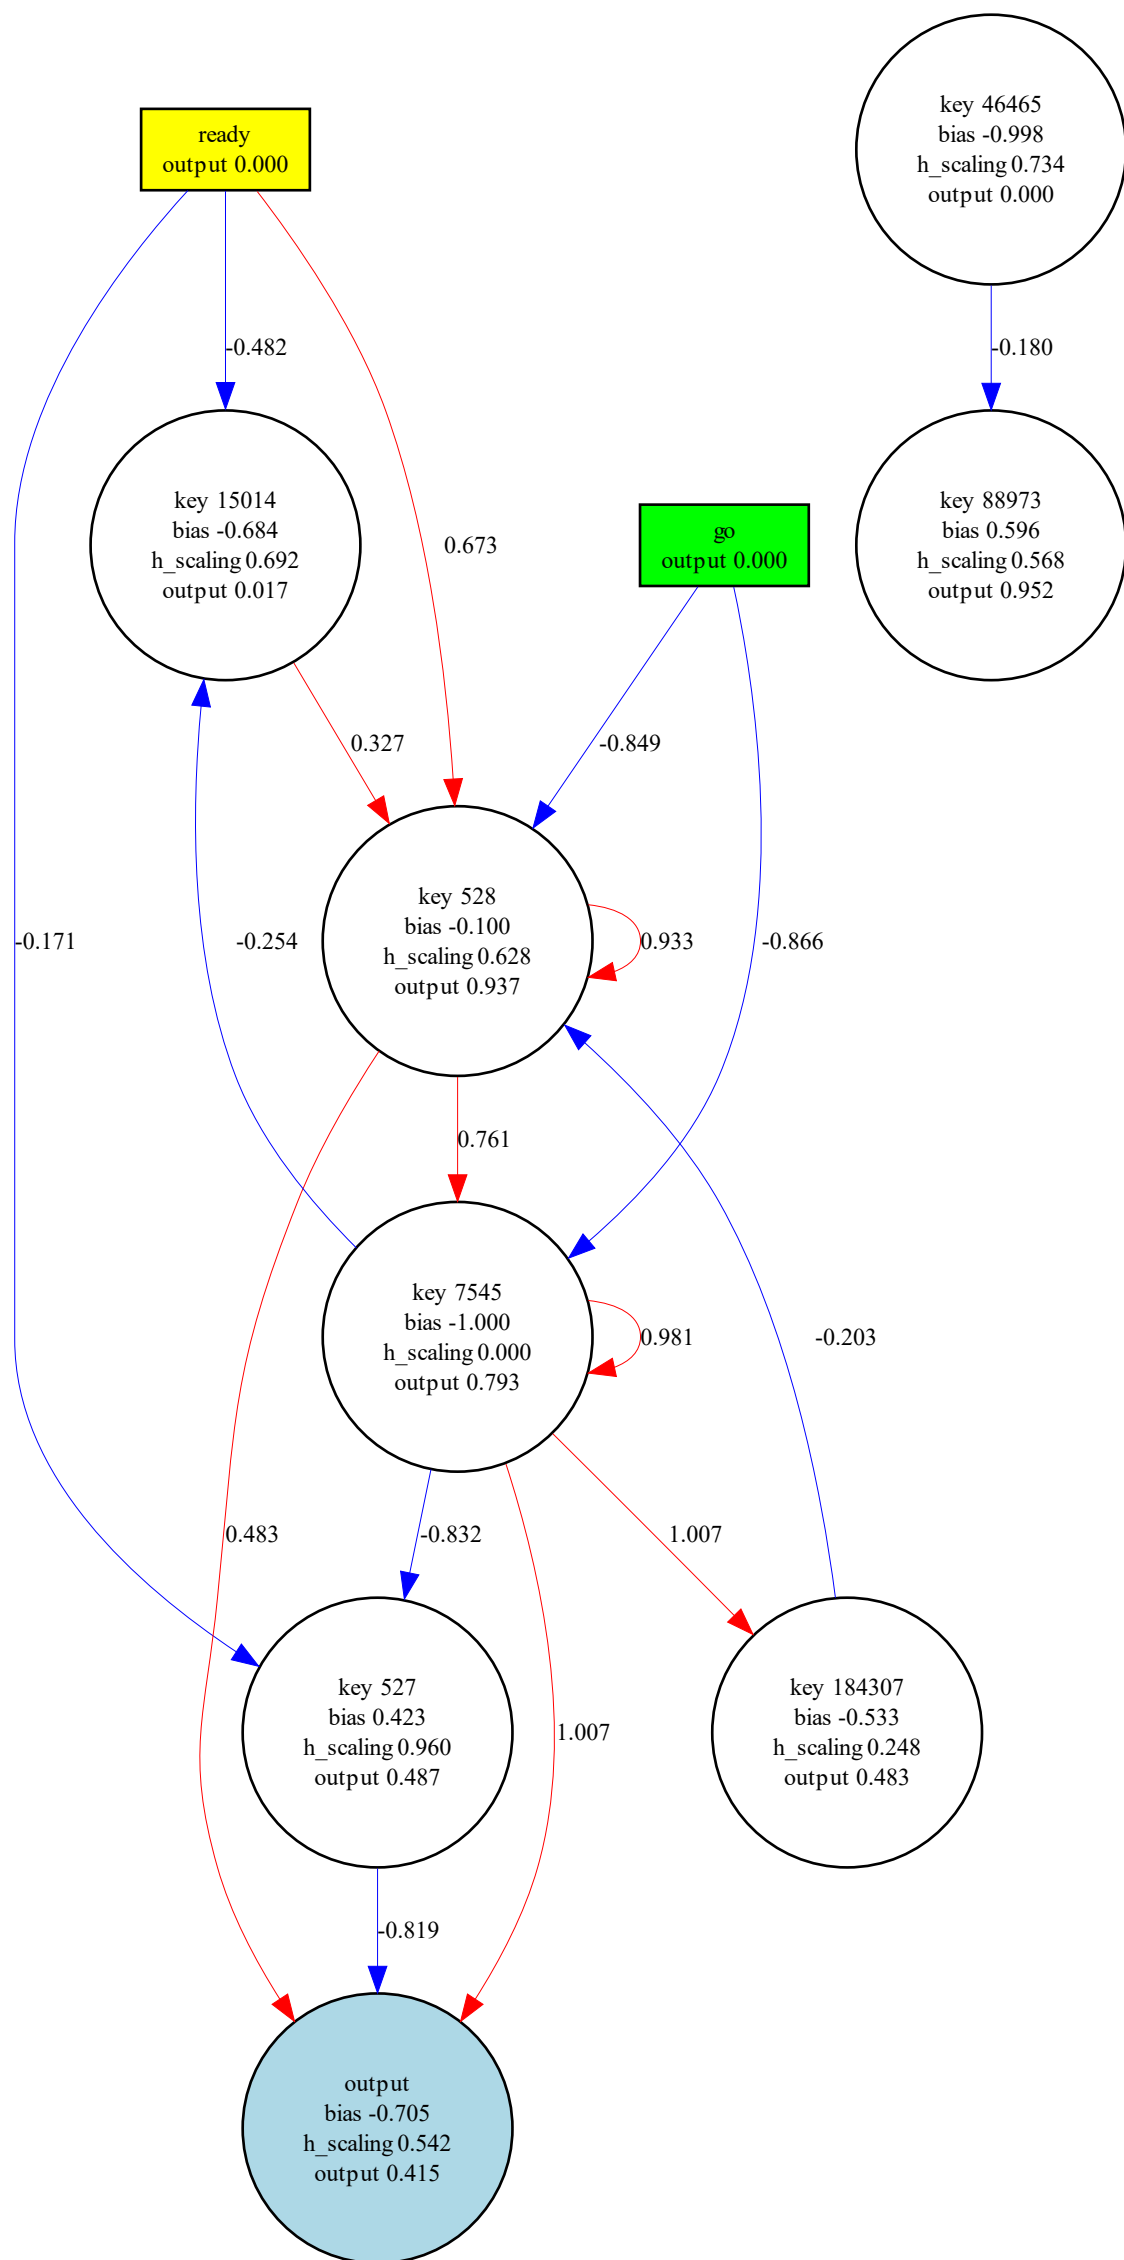 ready
output 0.000
key 46465
bias -0.998
h_scaling 0.734
output 0.000
-0.482
-0.180
key 15014
bias -0.684
h_scaling 0.692
output 0.017
0.673
go
output 0.000
key 88973
bias 0.596
h_scaling 0.568
output 0.952
0.327
-0.849
-0.171
-0.254
key 528
bias -0.100
h_scaling 0.628
output 0.937
0.933
-0.866
0.761
key 7545
bias -1.000
h_scaling 0.000
output 0.793
0.981
-0.203
0.483
-0.832
1.007
key 527
bias 0.423
h_scaling 0.960
output 0.487
1.007
key 184307
bias -0.533
h_scaling 0.248
output 0.483
-0.819
output
bias -0.705
h_scaling 0.542
output 0.415